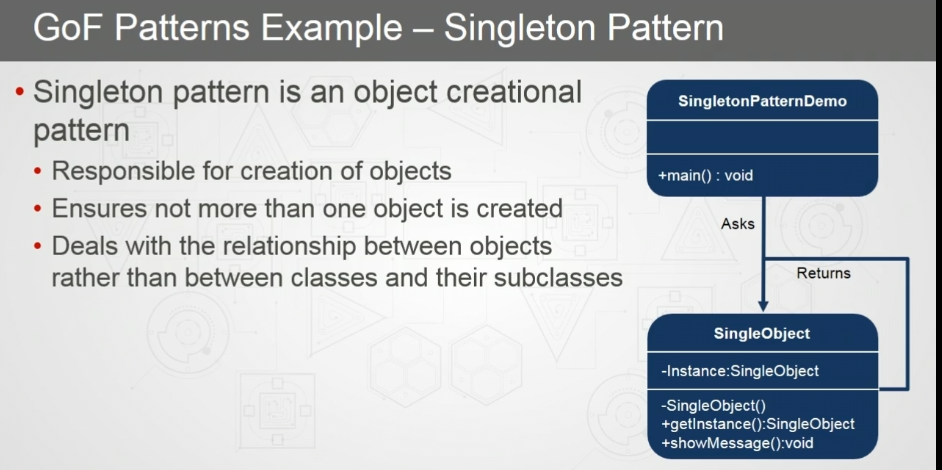 GoF Patterns Example – Singleton Pattern
• Singleton pattern is an object creational
pattern
• Responsible for creation of objects
• Ensures not more than one object is created
• Deals with the relationship between objects
rather than between classes and their subclasses
SingletonPatternDemo
+main() : void
Asks
Returns
SingleObject
-Instance:SingleObject
-SingleObject()
+getInstance():SingleObject
+showMessage():void